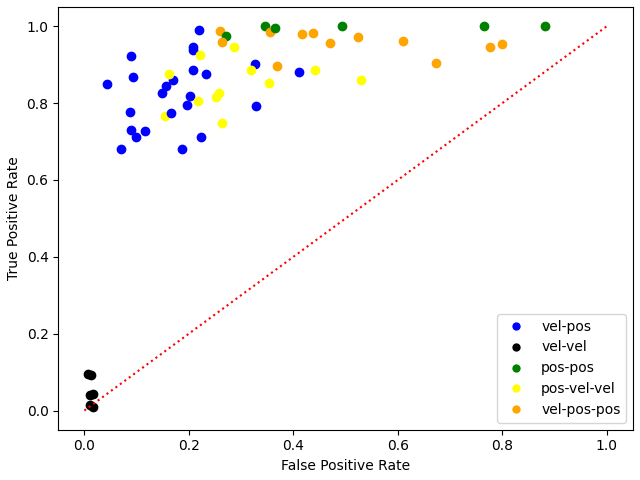 1.0
0.8
0.6
0.4
0.2
0.0
True Positive Rate
vel-pos
vel-vel
pos-pos
pos-vel-vel
vel-pos-pos
0.0 0.2 0.4 0.6 0.8 1.0
False Positive Rate